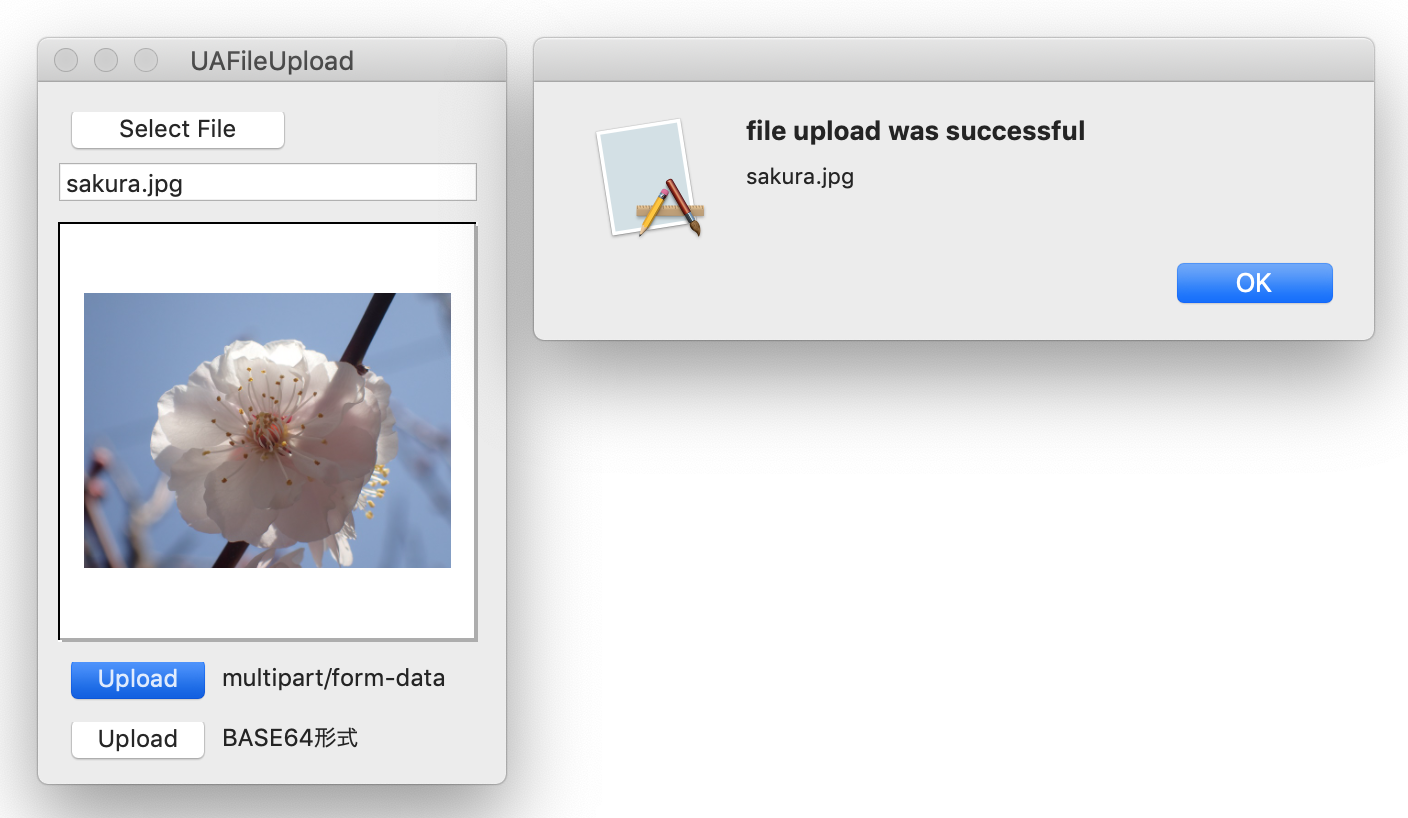 UAFileUpload
Select File
sakura.jpg
Upload multipart/form-data
Upload BASE64形式
file upload was successful
sakura.jpg
OK